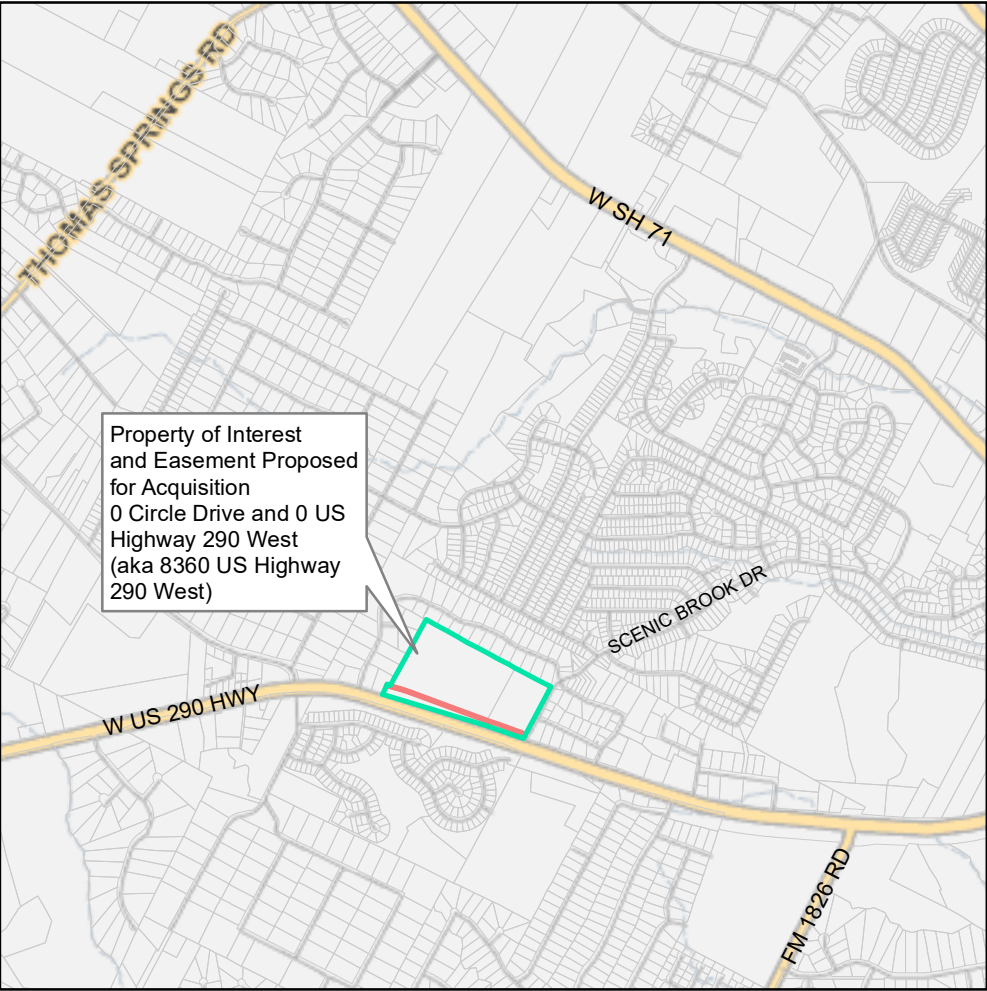 THOMAS SPRINGS RD
W SH 71
Property of Interest
and Easement Proposed
for Acquisition
0 Circle Drive and 0 US
Highway 290 West
(aka 8360 US Highway
290 West)
SCENIC BROOK DR
W US 290 HWY
FM 1826 RD